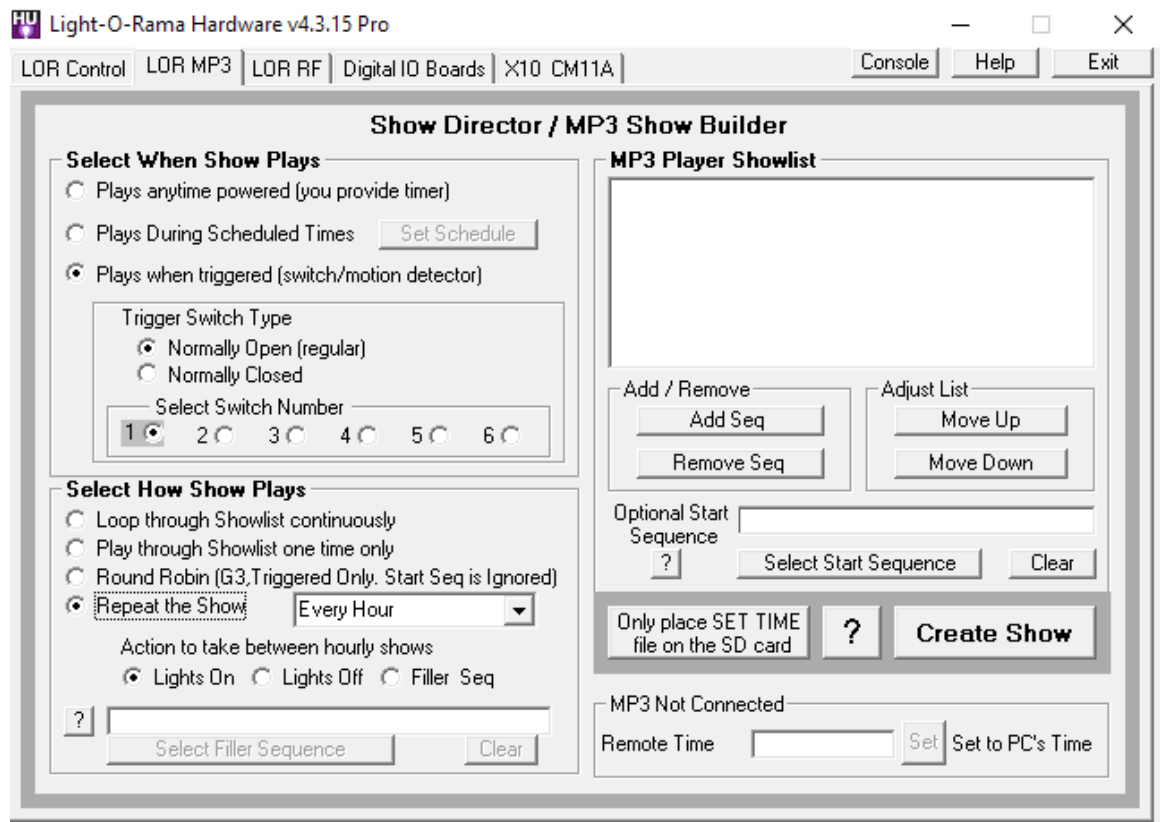 HU Light-O-Rama Hardware v4.3.15 Pro
LOR Control LOR MP3 LOR RF Digital IO Boards X10 CM11A Console Help Exit
Show Director / MP3 Show Builder
Select When Show Plays
Plays anytime powered (you provide timer)
Plays During Scheduled Times Set Schedule
Plays when triggered (switch/motion detector)
Trigger Switch Type
Normally Open (regular)
Normally Closed
Select Switch Number
1 2 3 4 5 6
Select How Show Plays
Loop through Showlist continuously
Play through Showlist one time only
Round Robin (G3,Triggered Only. Start Seq is Ignored)
Repeat the Show Every Hour
Action to take between hourly shows
Lights On Lights Off Filler Seq
?
Select Filler Sequence Clear
MP3 Player Showlist
Add / Remove
Add Seq
Remove Seq
Adjust List
Move Up
Move Down
Optional Start
Sequence
? Select Start Sequence Clear
Only place SET TIME
file on the SD card
?
Create Show
MP3 Not Connected
Remote Time Set Set to PC's Time